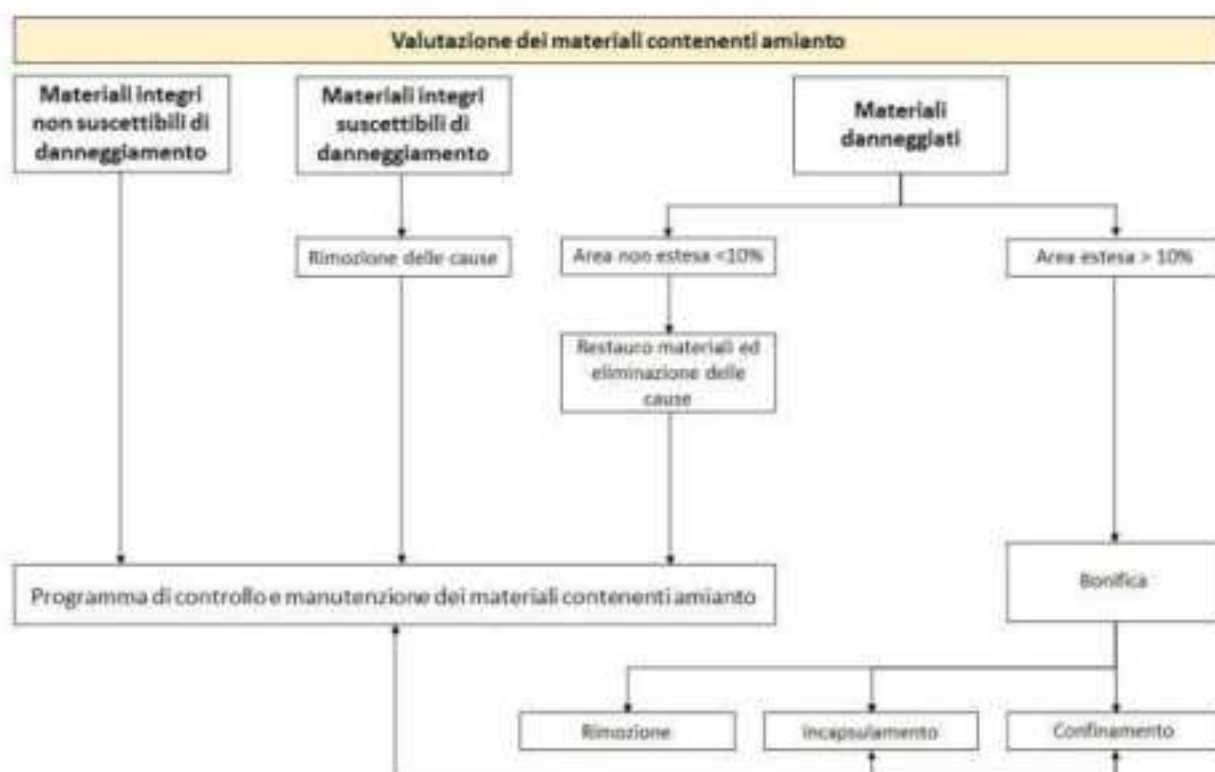 Valutazione dei materiali contenenti amianto
Materiali integri
non suscettibili di
danneggiamento
Materiali integri
suscettibili di
danneggiamento
Materiali
danneggiati
Rimozione delle cause
Area non estesa <10%
Area estesa > 10%
Restauro materiali ed
eliminazione delle
cause
Programma di controllo e manutenzione dei materiali contenenti amianto
Bonifica
Rimozione
Incapsulamento
Confinamento